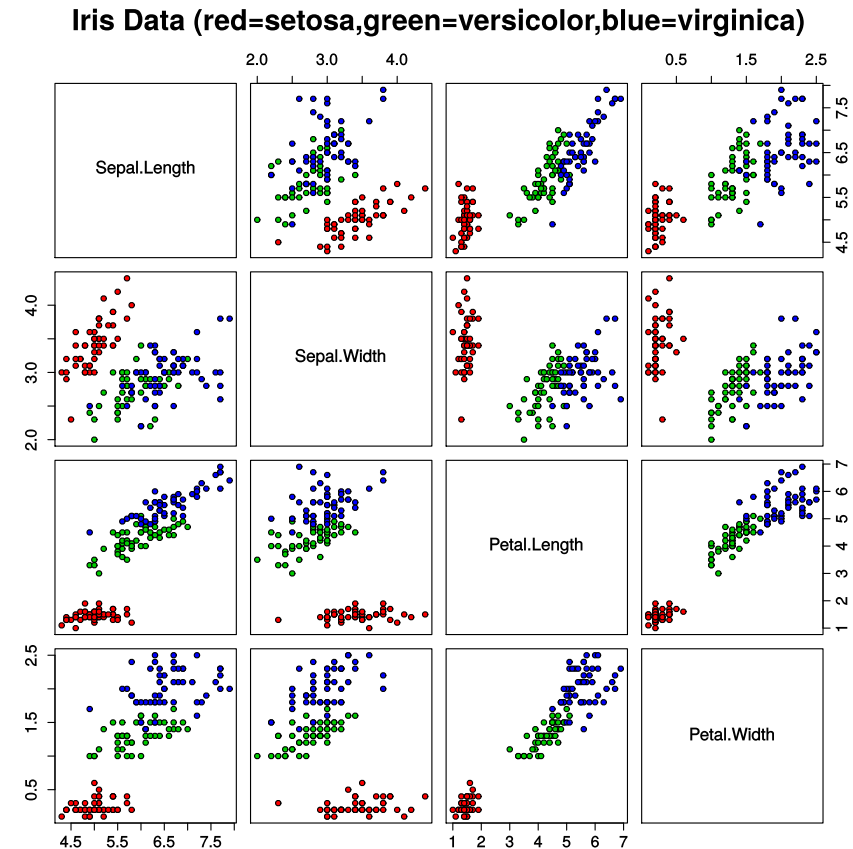 Iris Data (red=setosa,green=versicolor,blue=virginica)
2.0 3.0 4.0
0.5 1.5 2.5
Sepal.Length
4.5 5.5 6.5 7.5
2.0 3.0 4.0
Sepal.Width
Petal.Length
1 2 3 4 5 6 7
0.5 1.5 2.5
Petal.Width
4.5 5.5 6.5 7.5
1 2 3 4 5 6 7